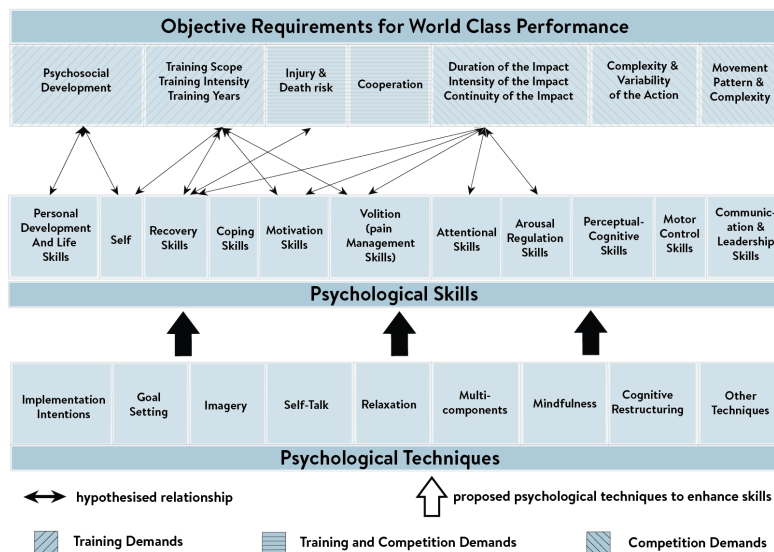 Objective Requirements for World Class Performance
Psychosocial
Development
Training Scope
Training Intensity
Training Years
Injury &
Death risk
Cooperation
Duration of the Impact
Intensity of the Impact
Continuity of the Impact
Complexity &
Variability
of the Action
Movement
Pattern &
Complexity
Personal
Development
And Life
Skills
Self
Recovery
Skills
Coping
Skills
Motivation
Skills
Volition
(pain
Management
Skills)
Attentional
Skills
Arousal
Regulation
Skills
Perceptual-
Cognitive
Skills
Motor
Control
Skills
Communic-
ation &
Leadership
Skills
Psychological Skills
Implementation
Intentions
Goal
Setting
Imagery
Self-Talk
Relaxation
Multi-
components
Mindfulness
Cognitive
Restructuring
Other
Techniques
Psychological Techniques
hypothesised relationship
proposed psychological techniques to enhance skills
Training Demands
Training and Competition Demands
Competition Demands